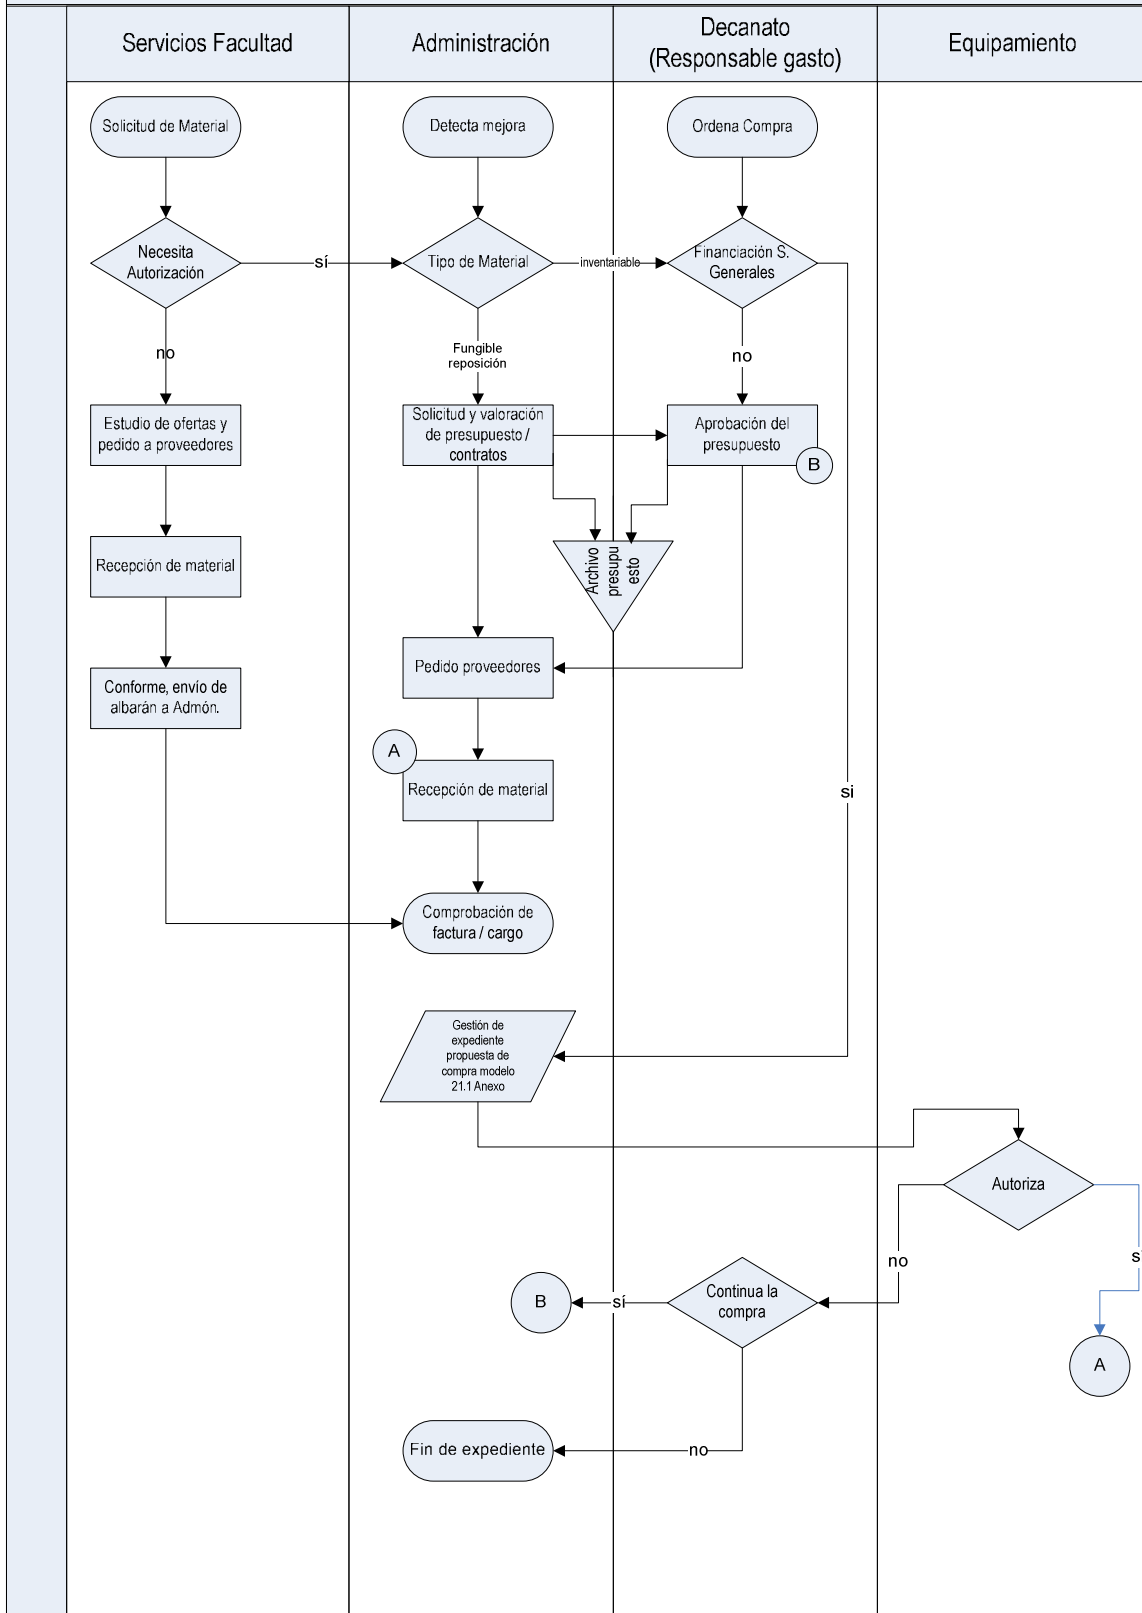 Servicios Facultad
Administración
Decanato
(Responsable gasto)
Equipamiento
Solicitud de Material
Detecta mejora
Ordena Compra
Necesita
Autorización
sí
Tipo de Material
inventariable
Financiación S.
Generales
no
Fungible
reposición
no
Estudio de ofertas y
pedido a proveedores
Solicitud y valoración
de presupuesto /
contratos
Aprobación del
presupuesto
B
Archivo
presupu
esto
Recepción de material
Pedido proveedores
Conforme, envío de
albarán a Admón.
A
Recepción de material
si
Comprobación de
factura / cargo
Gestión de
expediente
propuesta de
compra modelo
21.1 Anexo
Autoriza
no
s
B
sí
Continua la
compra
A
Fin de expediente
no